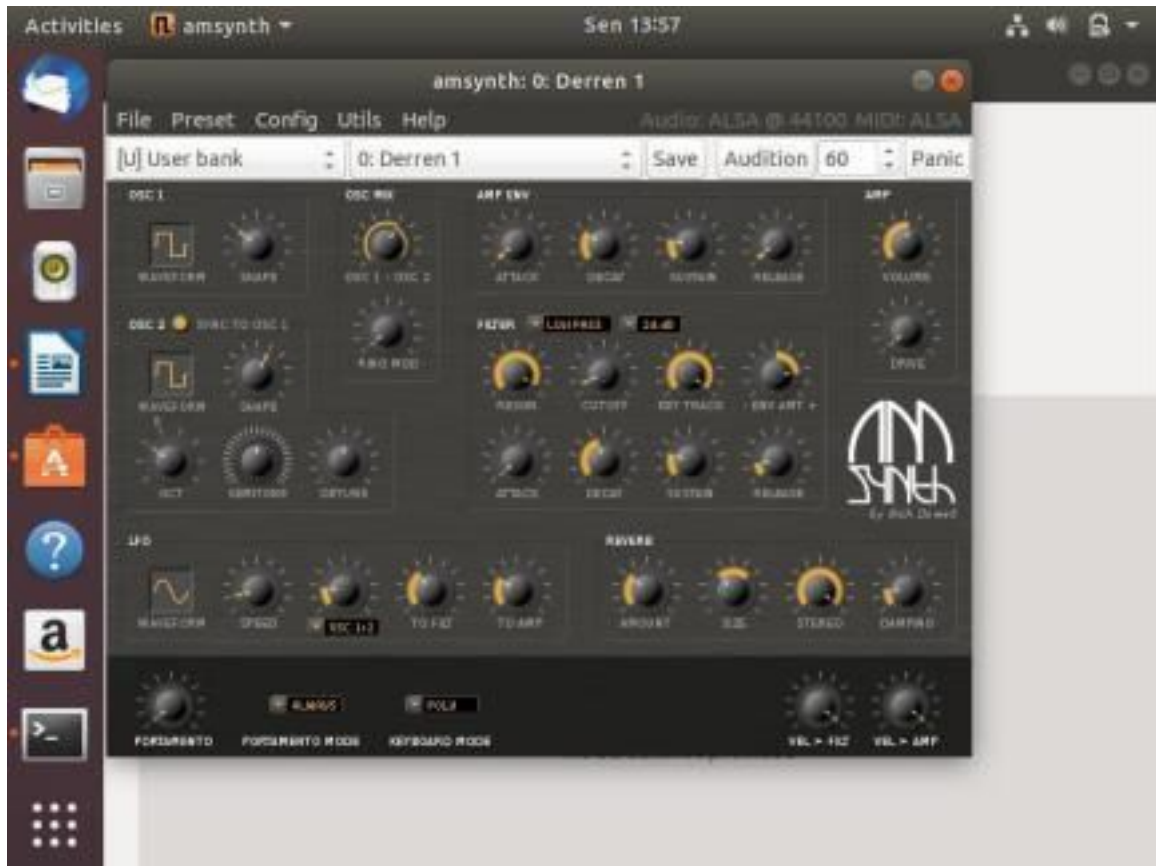 Activities amsynth Sen 13:57
amsynth: 0: Derren 1
File Preset Config Utils Help Audio: ALSA @ 44100 MIDI: ALSA
[U] User bank 0: Derren 1 Save Audition 60 Panic
OSC 1 OSC MIX AMP ENV AMP
WAVEFORM SHAPE OSC 1 - OSC 2 ATTACK DECAY SUSTAIN RELEASE VOLUME
OSC 2 SYNC TO OSC 1 FILTER LOW PASS 24 dB
RING MOD DRIVE
WAVEFORM SHAPE RESON CUTOFF KEY TRACK - ENV AMT +
OCT SEMITONE DETUNE ATTACK DECAY SUSTAIN RELEASE
AM SYNTH
LFO REVERB
WAVEFORM SPEED OSC 1+2 TO FILT TO AMP AMOUNT SIZE STEREO DAMPING
ALWAYS POLY
PORTAMENTO PORTAMENTO MODE KEYBOARD MODE VEL > FILT VEL > AMP